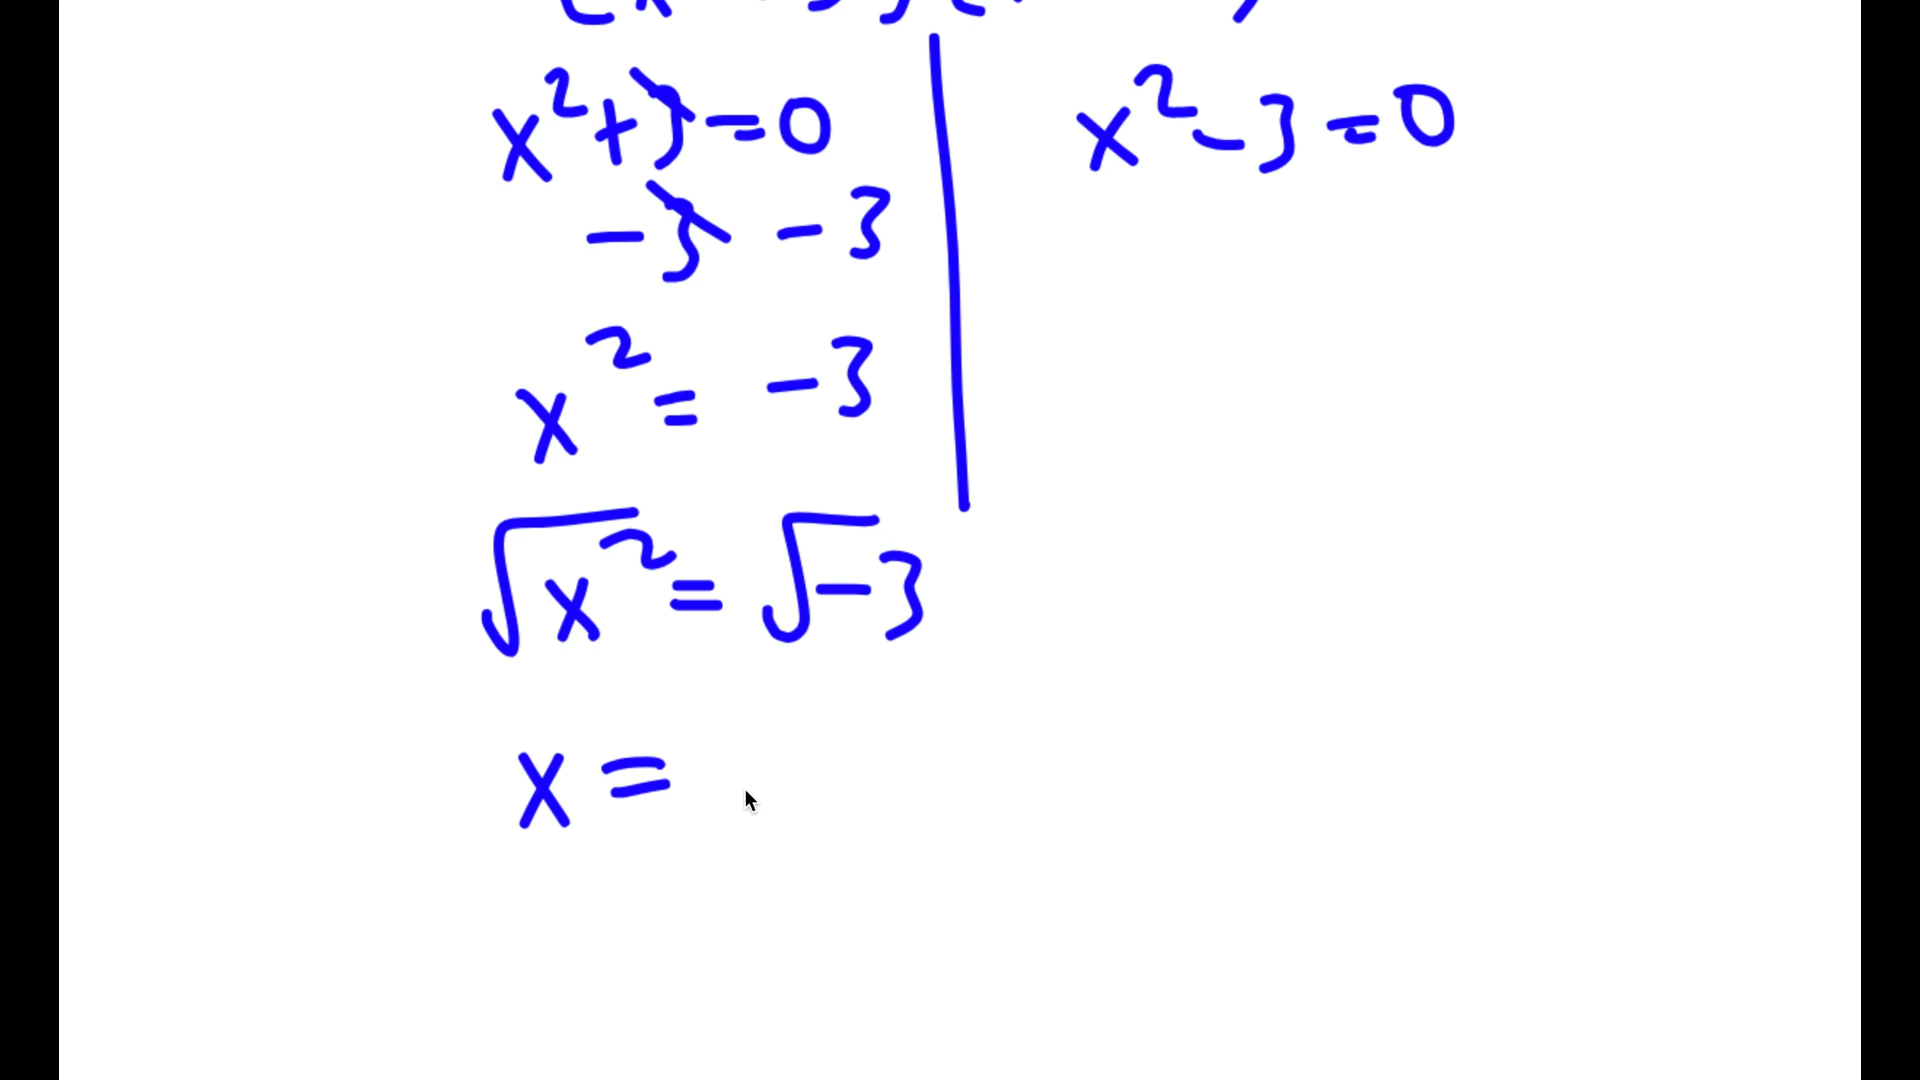 x²+3=0
-3 -3
x²= -3
√x²= √-3
x =
x²-3=0